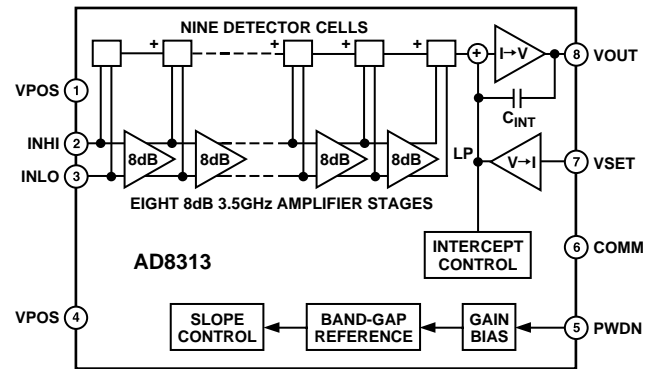 NINE DETECTOR CELLS
+ + + + +
I→V
8 VOUT
VPOS 1
C_INT
INHI 2
8dB 8dB 8dB 8dB
LP
V→I
7 VSET
INLO 3
EIGHT 8dB 3.5GHz AMPLIFIER STAGES
INTERCEPT
CONTROL
6 COMM
AD8313
VPOS 4
SLOPE
CONTROL
BAND-GAP
REFERENCE
GAIN
BIAS
5 PWDN